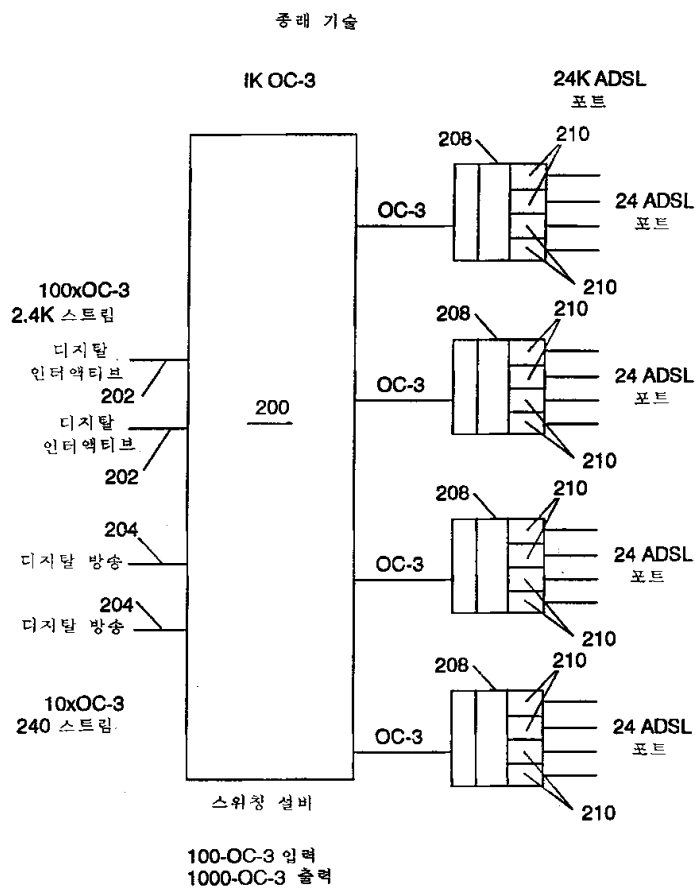 종래 기술
IK OC-3
24K ADSL
포트
208
210
OC-3
24 ADSL
포트
210
100xOC-3
2,4K 스트림
디지탈
인터액티브
202
디지탈
인터액티브
202
200
208
210
OC-3
24 ADSL
포트
210
204
디지탈 방송
204
디지탈 방송
208
210
OC-3
24 ADSL
포트
210
10xOC-3
240 스트림
208
210
OC-3
24 ADSL
포트
210
스위칭 설비
100-OC-3 입력
1000-OC-3 출력